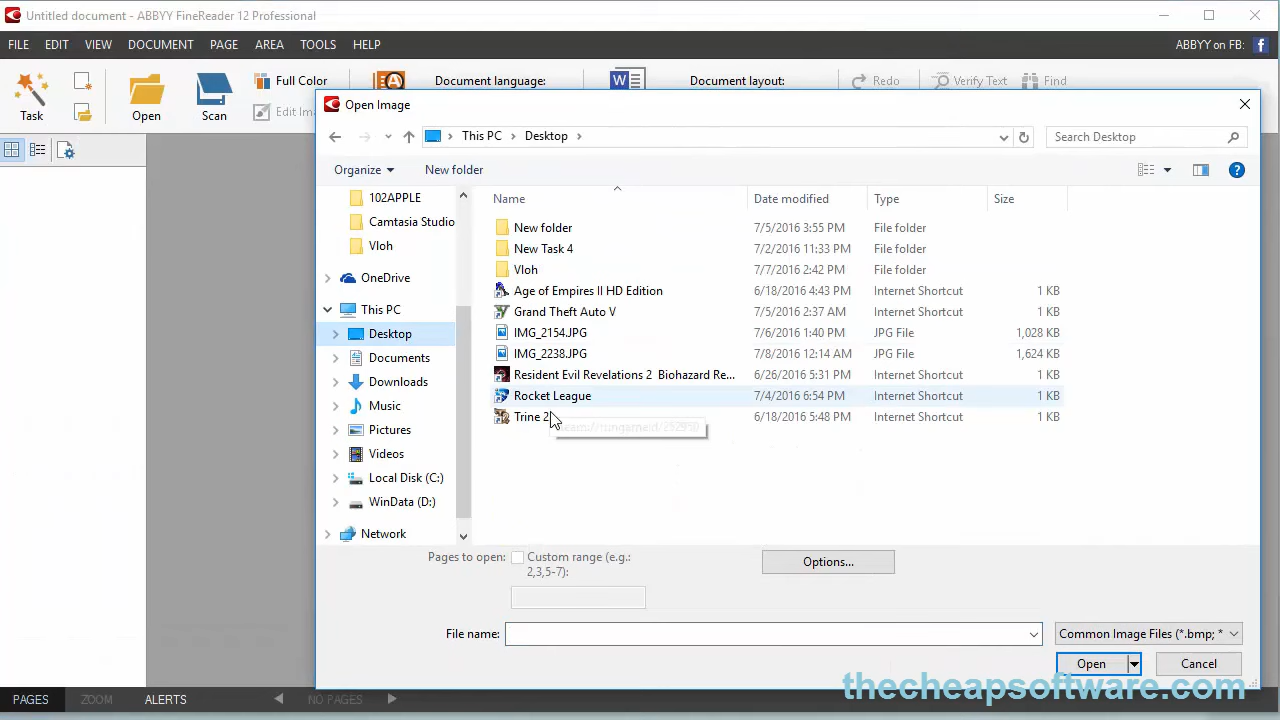 Untitled document - ABBYY FineReader 12 Professional
FILE EDIT VIEW DOCUMENT PAGE AREA TOOLS HELP ABBYY on FB:
Full Color Document language: Document layout: Redo Verify Text Find
Task Open Scan Edit Im
Open Image
This PC Desktop Search Desktop
Organize New folder
Name Date modified Type Size
102APPLE
Camtasia Studio
Vloh
OneDrive
This PC
Desktop
Documents
Downloads
Music
Pictures
Videos
Local Disk (C:)
WinData (D:)
Network
New folder 7/5/2016 3:55 PM File folder
New Task 4 7/2/2016 11:33 PM File folder
Vloh 7/7/2016 2:42 PM File folder
Age of Empires II HD Edition 6/18/2016 4:43 PM Internet Shortcut 1 KB
Grand Theft Auto V 7/5/2016 2:37 AM Internet Shortcut 1 KB
IMG_2154.JPG 7/6/2016 1:40 PM JPG File 1,028 KB
IMG_2238.JPG 7/8/2016 12:14 AM JPG File 1,624 KB
Resident Evil Revelations 2 Biohazard Re... 6/26/2016 5:31 PM Internet Shortcut 1 KB
Rocket League 7/4/2016 6:54 PM Internet Shortcut 1 KB
Trine 2 6/18/2016 5:48 PM Internet Shortcut 1 KB
Pages to open: Custom range (e.g.:
2,3,5-7):
Options...
File name: Common Image Files (*.bmp; *
Open Cancel
PAGES ZOOM ALERTS NO PAGES
thecheapsoftware.com